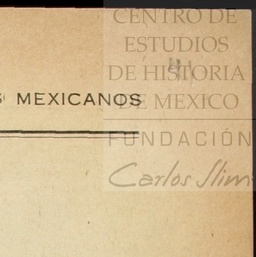 CENTRO DE
ESTUDIOS
DE HISTORIA
DE MEXICO
FUNDACIÓN
Carlos Slim
MEXICANOS